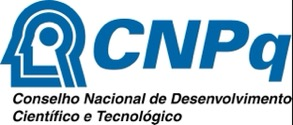 CNPq
Conselho Nacional de Desenvolvimento
Científico e Tecnológico